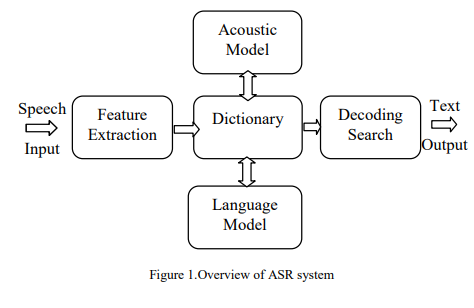 Acoustic
Model
Speech
Input
Feature
Extraction
Dictionary
Decoding
Search
Text
Output
Language
Model
Figure 1.Overview of ASR system